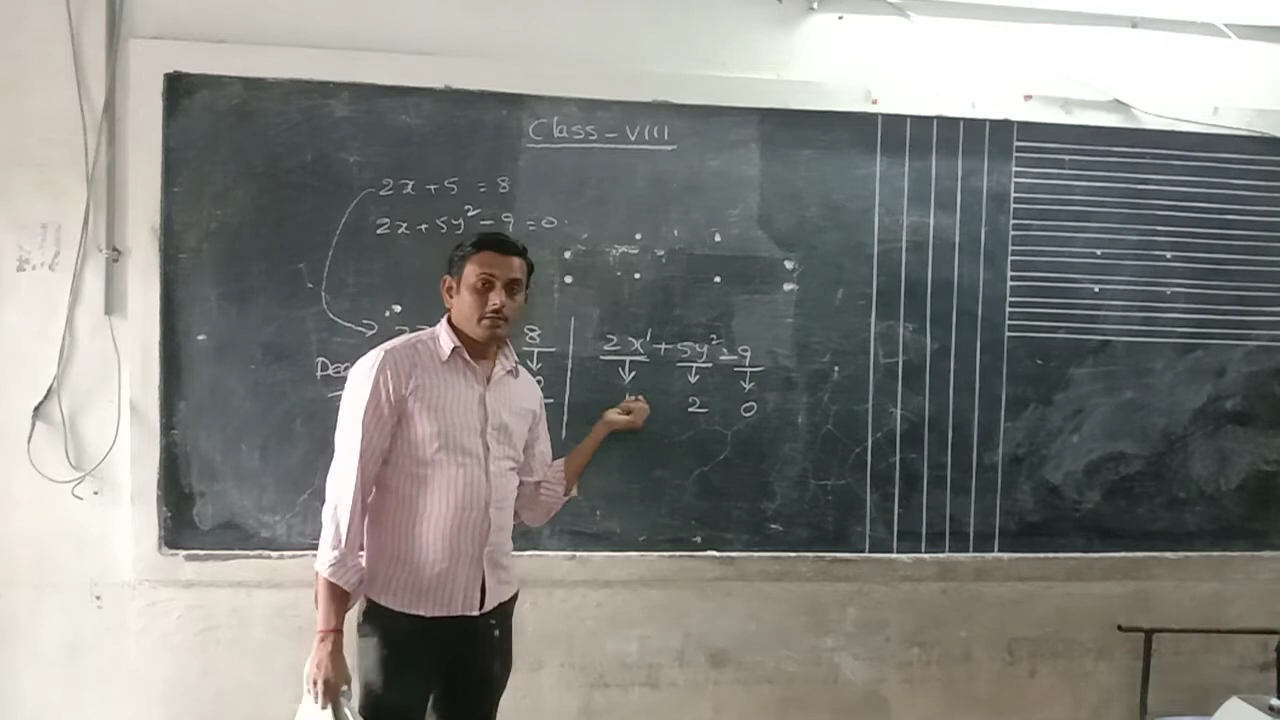 Class - VIII
2x + 5 = 8
2x + 5y² - 9 = 0
8 2x¹ + 5y² - 9
2 0